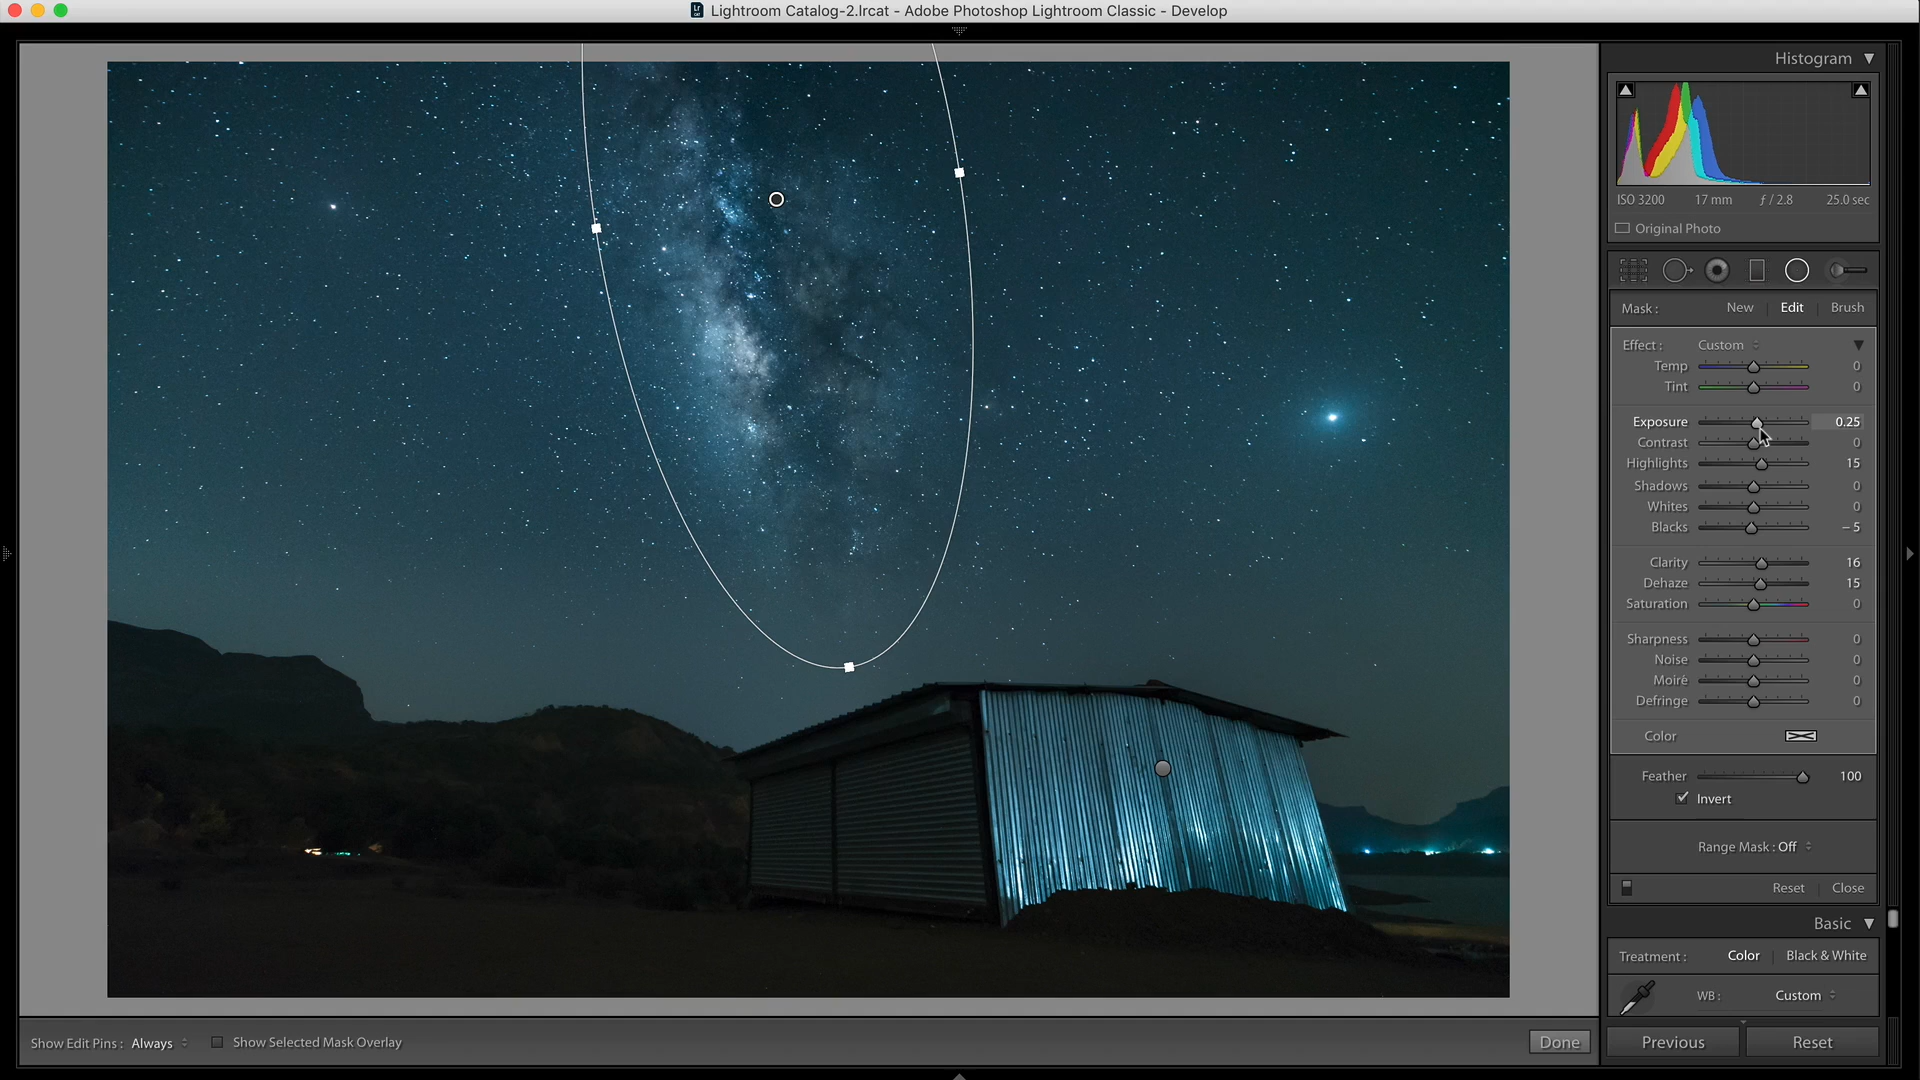 Lightroom Catalog-2.lrcat - Adobe Photoshop Lightroom Classic - Develop
Histogram
ISO 3200 17 mm ƒ / 2.8 25.0 sec
Original Photo
Mask : New Edit Brush
Effect : Custom
Temp 0
Tint 0
Exposure 0.25
Contrast 0
Highlights 15
Shadows 0
Whites 0
Blacks – 5
Clarity 16
Dehaze 15
Saturation 0
Sharpness 0
Noise 0
Moiré 0
Defringe 0
Color
Feather 100
Invert
Range Mask : Off
Reset Close
Basic
Treatment : Color Black & White
WB : Custom
Show Edit Pins : Always Show Selected Mask Overlay Done Previous Reset